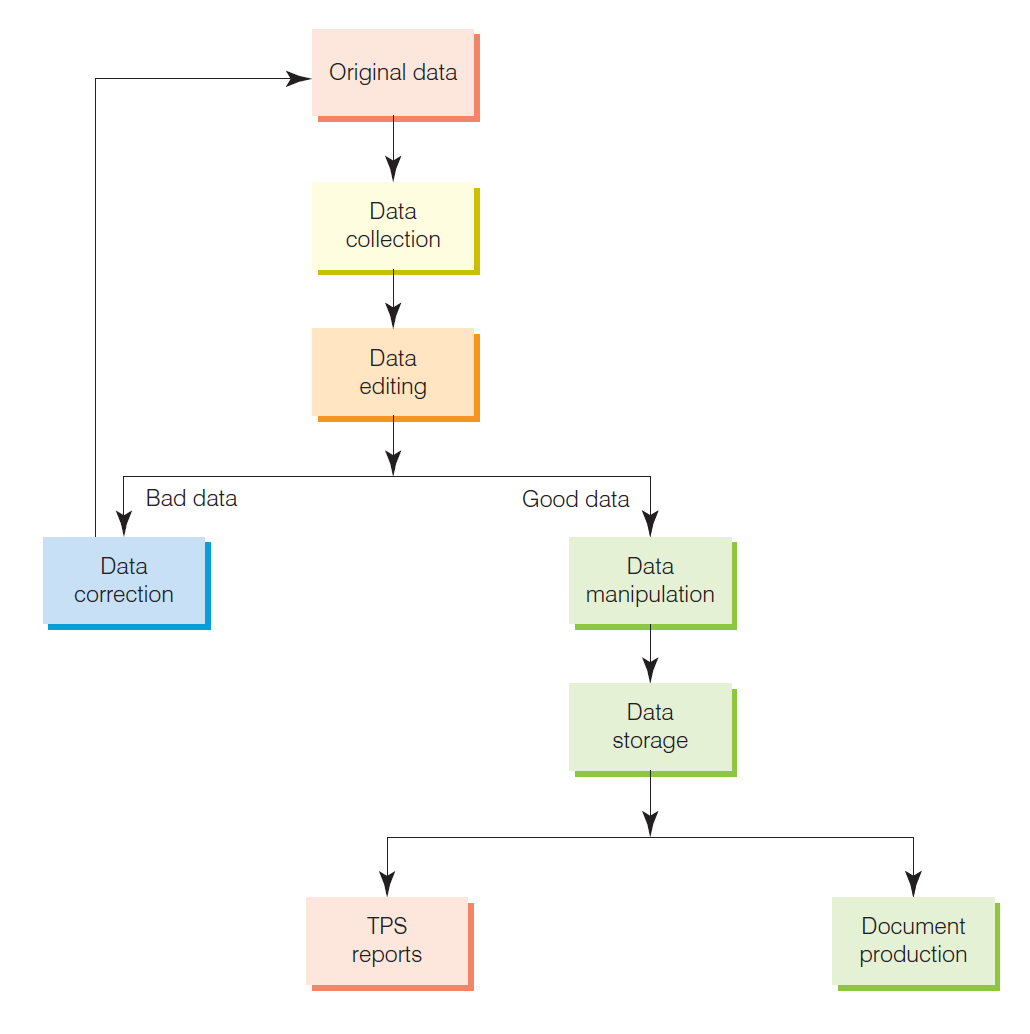 Original data
Data
collection
Data
editing
Bad data
Good data
Data
correction
Data
manipulation
Data
storage
TPS
reports
Document
production